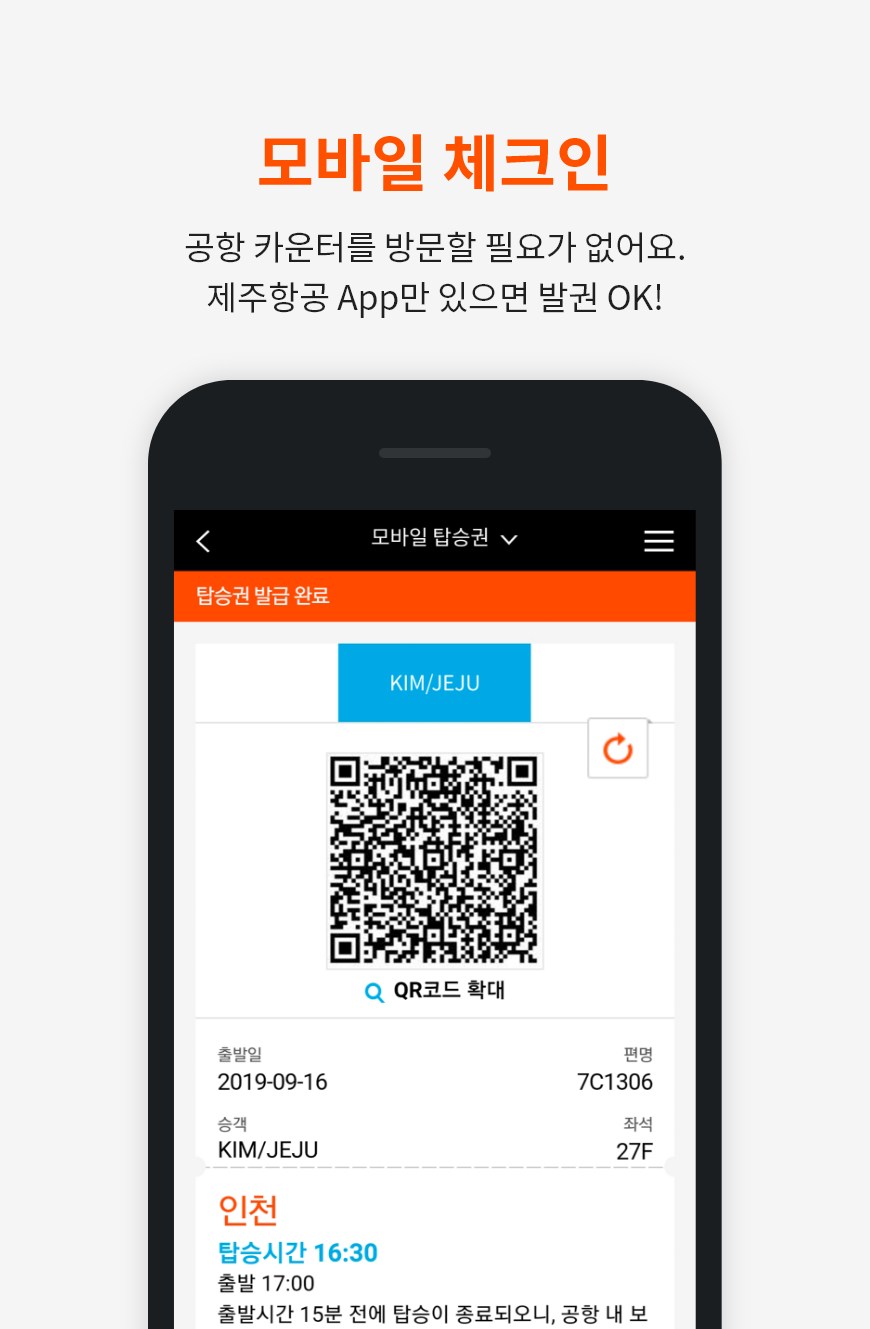 모바일 체크인
공항 카운터를 방문할 필요가 없어요.
제주항공 App만 있으면 발권 OK!
모바일 탑승권
탑승권 발급 완료
KIM/JEJU
QR코드 확대
출발일 편명
2019-09-16 7C1306
승객 좌석
KIM/JEJU 27F
인천
탑승시간 16:30
출발 17:00
출발시간 15분 전에 탑승이 종료되오니, 공항 내 보